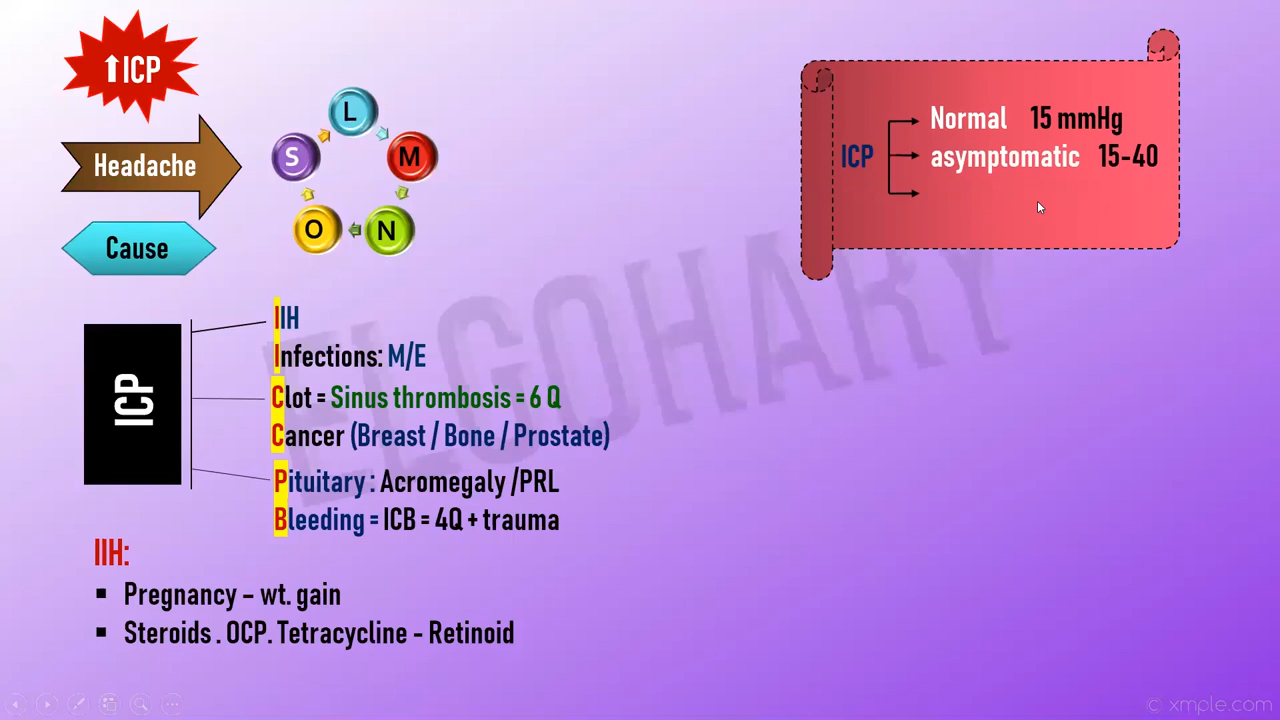 ↑ICP
Headache
Cause
L
M
N
O
S
ICP
Normal 15 mmHg
asymptomatic 15-40
ICP
IIH
Infections: M/E
Clot = Sinus thrombosis = 6 Q
Cancer (Breast / Bone / Prostate)
Pituitary : Acromegaly /PRL
Bleeding = ICB = 4Q + trauma
IIH:
▪ Pregnancy – wt. gain
▪ Steroids . OCP. Tetracycline - Retinoid
ELGOHARY
© xmple.com